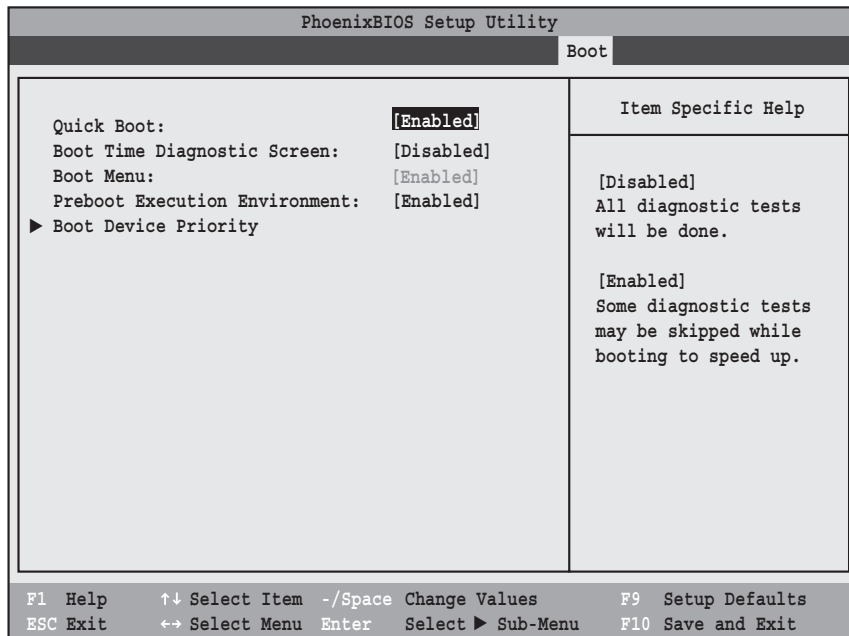 PhoenixBIOS Setup Utility
Boot
Quick Boot: [Enabled]
Boot Time Diagnostic Screen: [Disabled]
Boot Menu: [Enabled]
Preboot Execution Environment: [Enabled]
▶ Boot Device Priority
Item Specific Help
[Disabled]
All diagnostic tests
will be done.
[Enabled]
Some diagnostic tests
may be skipped while
booting to speed up.
F1 Help ↑↓ Select Item -/Space Change Values F9 Setup Defaults
ESC Exit ←→ Select Menu Enter Select ▶ Sub-Menu F10 Save and Exit